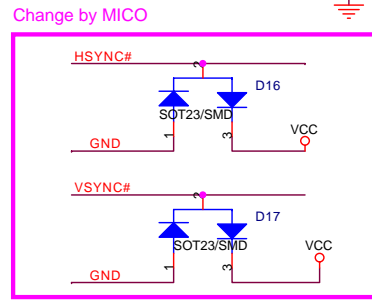 Change by MICO
HSYNC#
2
D16
SOT23/SMD
1
3
VCC
GND
VSYNC#
2
D17
SOT23/SMD
1
3
VCC
GND